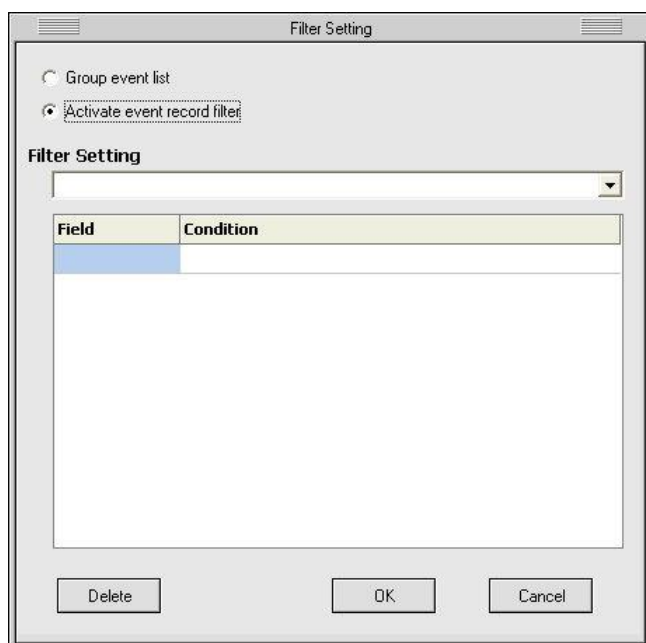 Filter Setting
Group event list
Activate event record filter
Filter Setting
Field Condition
Delete OK Cancel